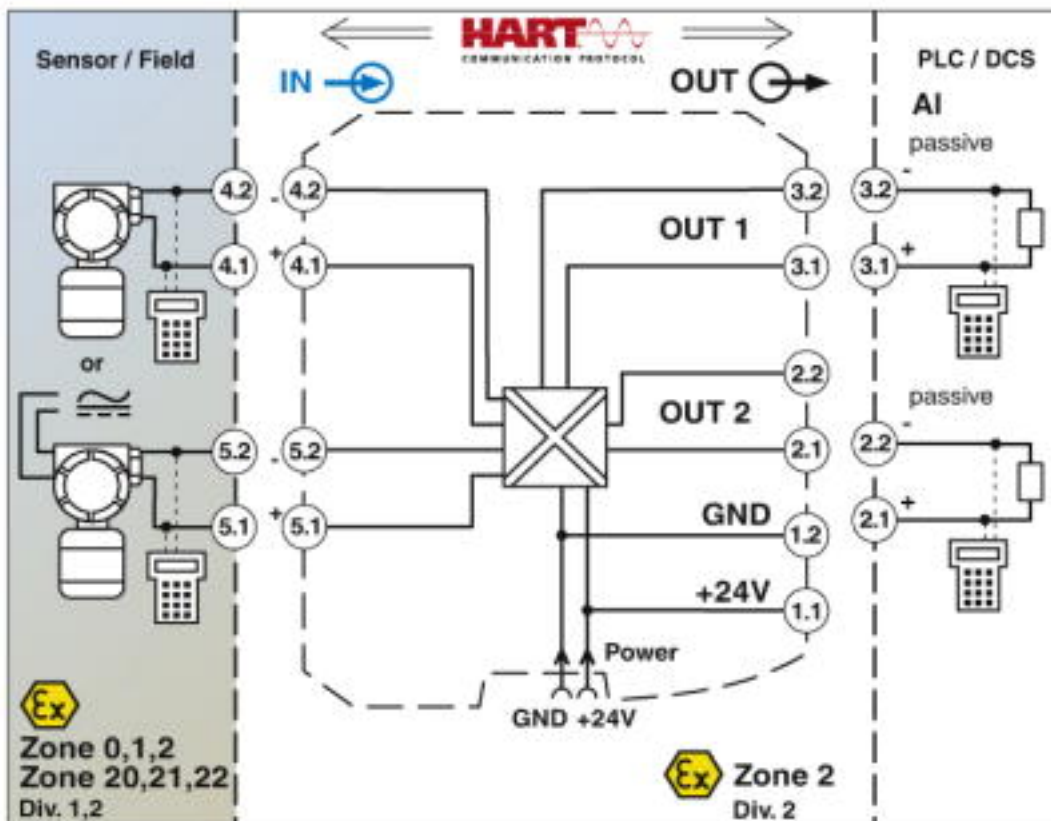 Sensor / Field
HART
COMMUNICATION PROTOCOL
PLC / DCS
IN
OUT
AI
passive
4.2
-
4.2
3.2
3.2
-
OUT 1
4.1
+
4.1
3.1
3.1
+
or
2.2
passive
OUT 2
2.2
-
5.2
-
5.2
2.1
5.1
+
5.1
GND
1.2
2.1
+
+24V
1.1
Power
GND +24V
Ex
Zone 0,1,2
Zone 20,21,22
Div. 1,2
Ex
Zone 2
Div. 2